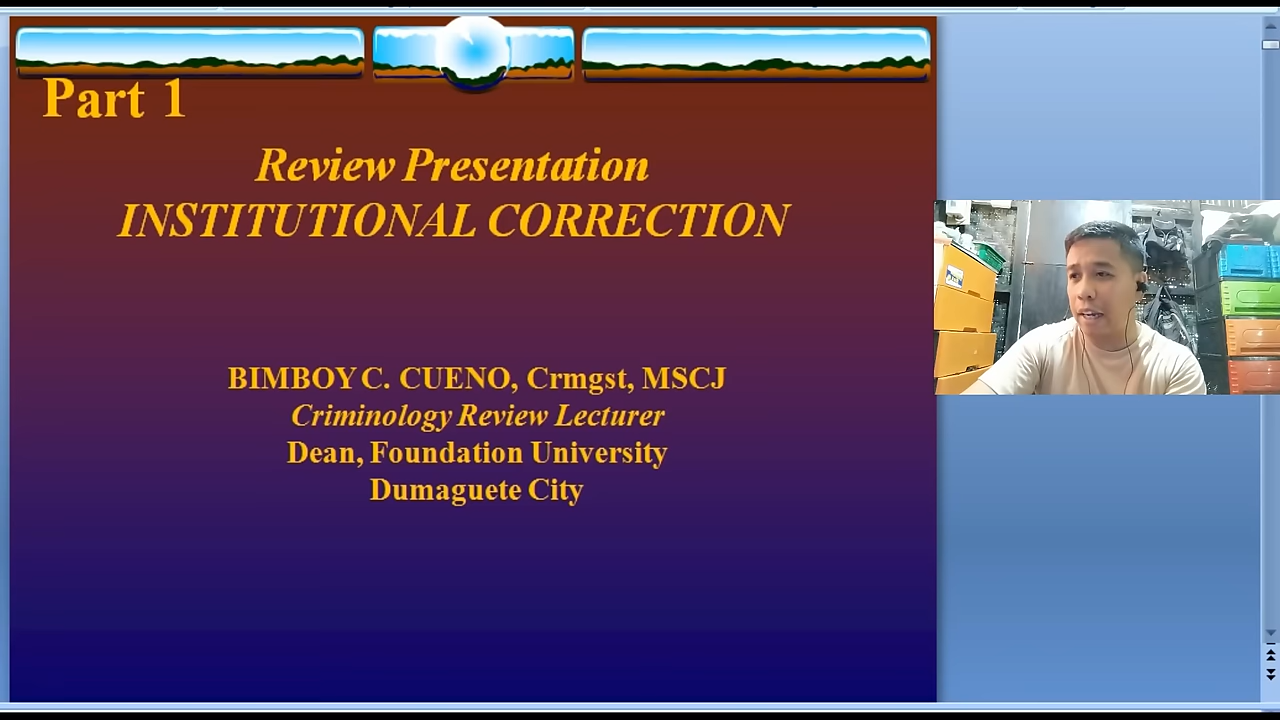 Part 1
Review Presentation
INSTITUTIONAL CORRECTION
BIMBOY C. CUENO, Crmgst, MSCJ
Criminology Review Lecturer
Dean, Foundation University
Dumaguete City